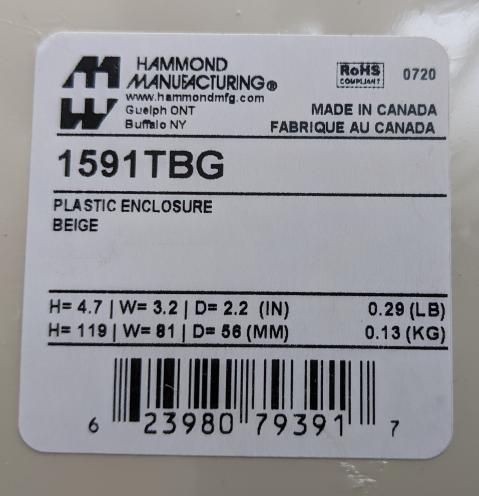 HAMMOND
MANUFACTURING®
www.hammondmfg.com
Guelph ONT
Buffalo NY
RoHS
COMPLIANT
0720
MADE IN CANADA
FABRIQUE AU CANADA
1591TBG
PLASTIC ENCLOSURE
BEIGE
H= 4.7 | W= 3.2 | D= 2.2 (IN) 0.29 (LB)
H= 119 | W= 81 | D= 56 (MM) 0.13 (KG)
6 23980 79391 7